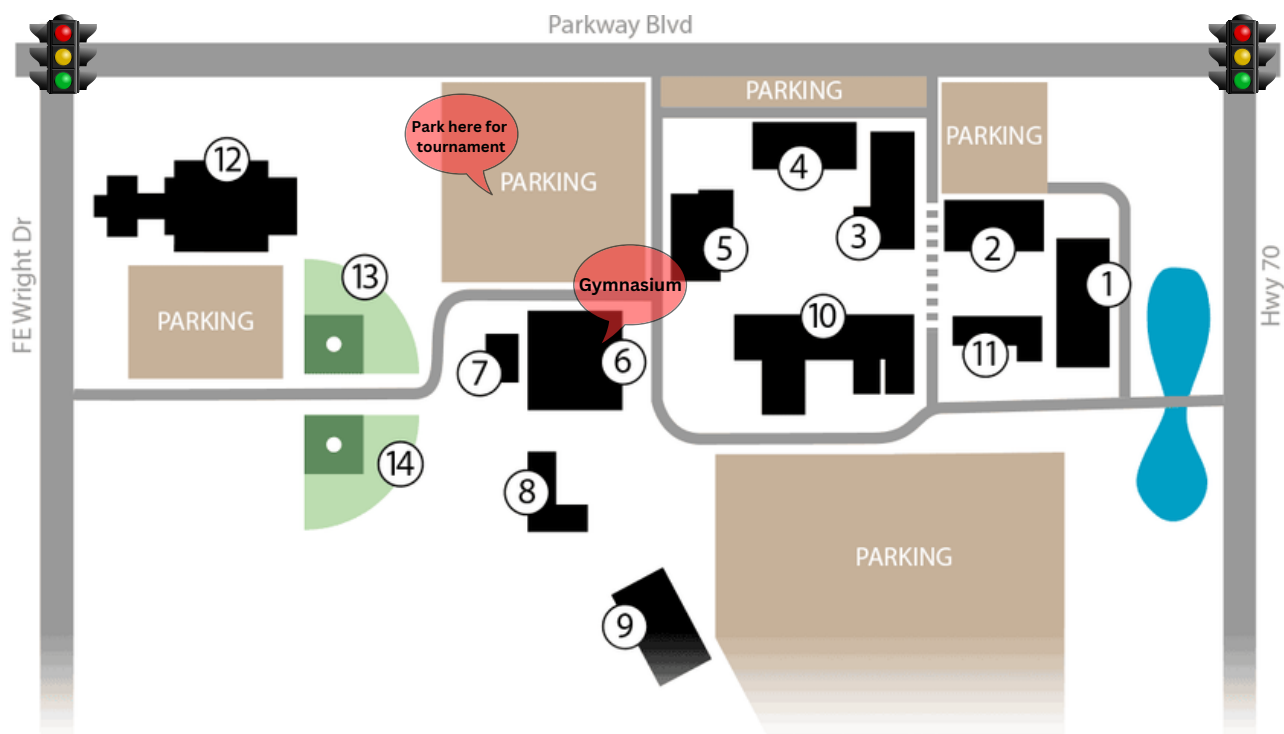 Parkway Blvd
PARKING
Park here for
tournament
PARKING
PARKING
12
4
PARKING
3
5
2
FE Wright Dr
Hwy 70
13
Gymnasium
1
10
PARKING
11
6
7
14
8
PARKING
9